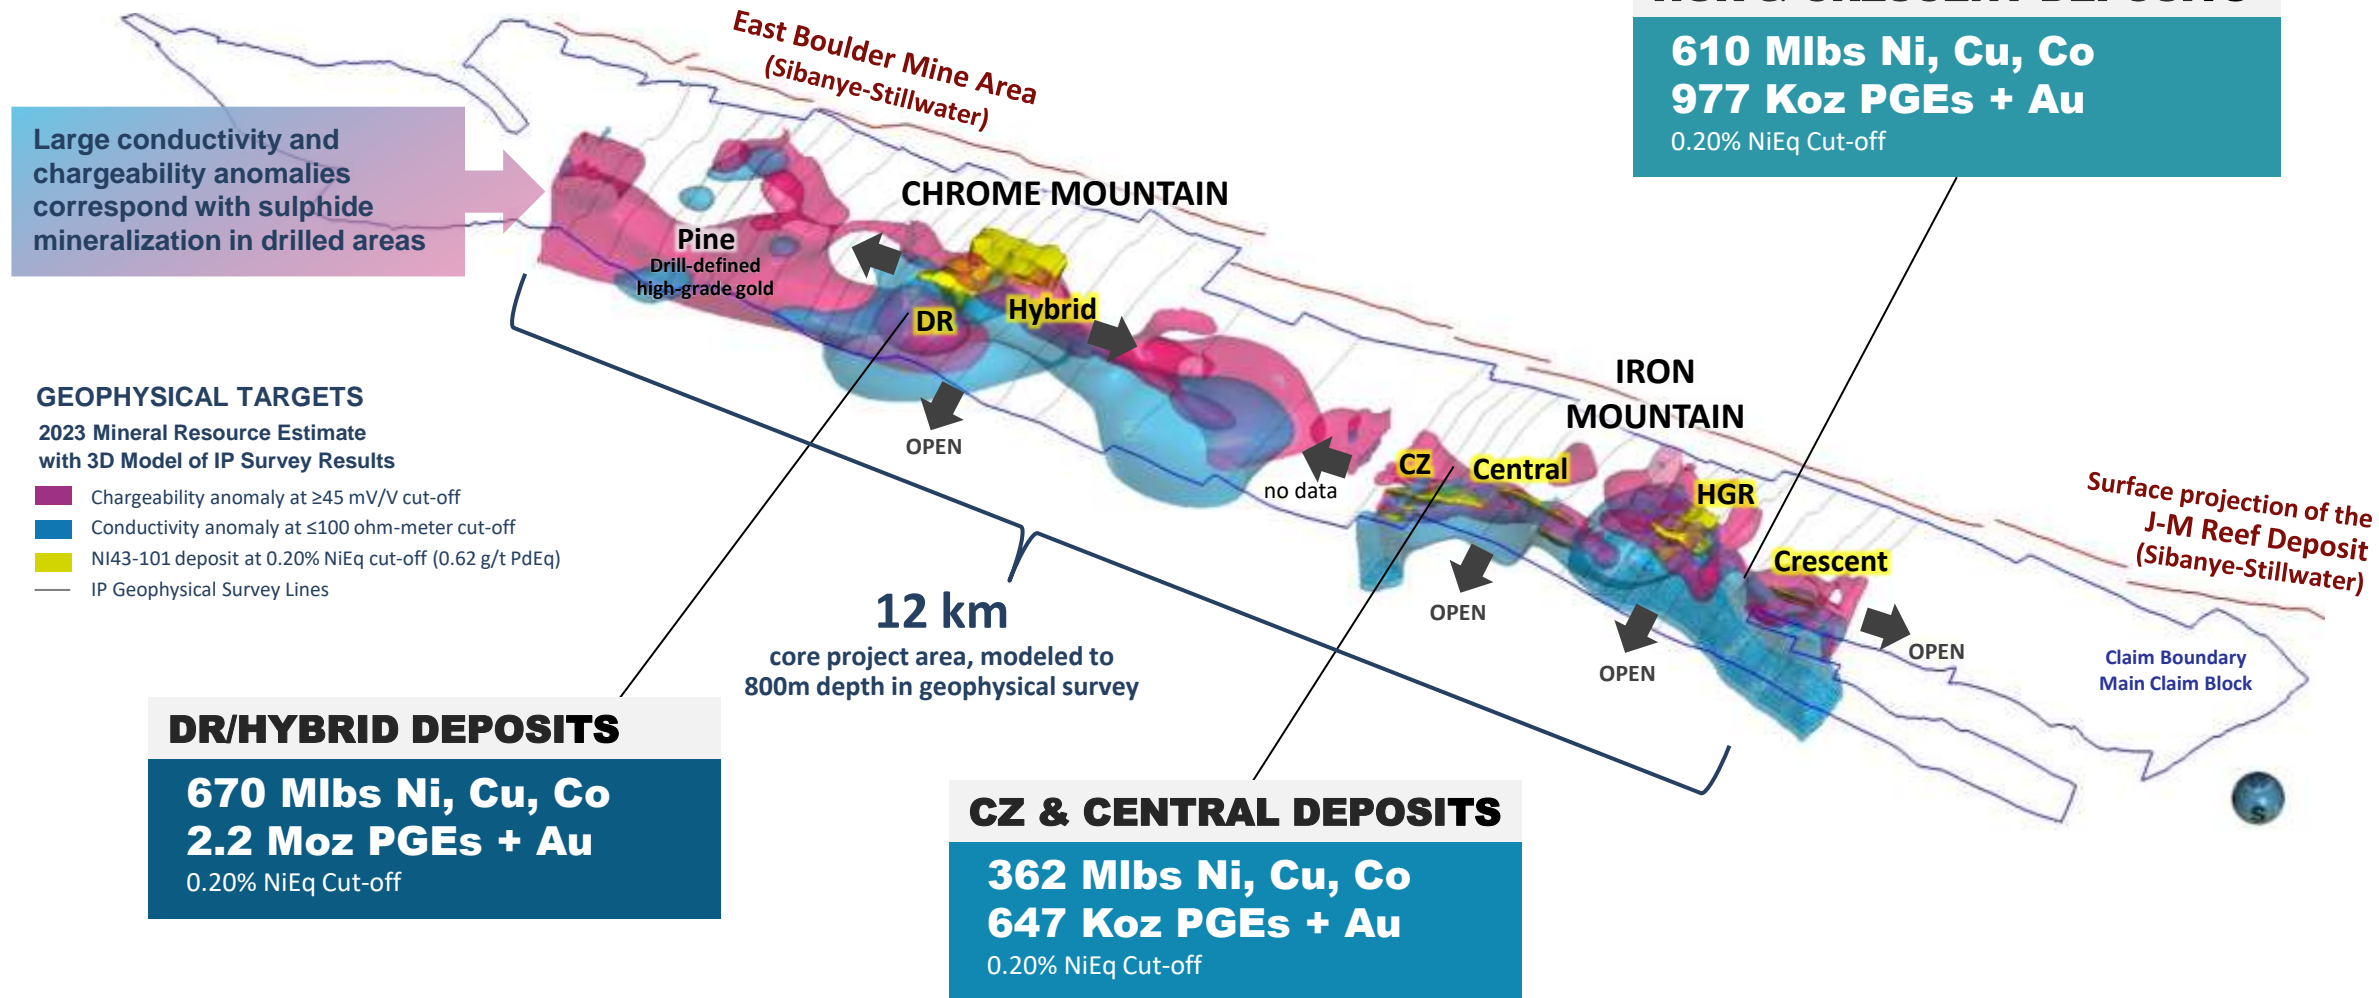 HGR & CRESCENT DEPOSITS
610 Mlbs Ni, Cu, Co
977 Koz PGEs + Au
0.20% NiEq Cut-off
East Boulder Mine Area
(Sibanye-Stillwater)
Large conductivity and
chargeability anomalies
correspond with sulphide
mineralization in drilled areas
CHROME MOUNTAIN
Pine
Drill-defined
high-grade gold
DR
Hybrid
OPEN
IRON
MOUNTAIN
CZ
Central
no data
HGR
Crescent
OPEN
OPEN
OPEN
Surface projection of the
J-M Reef Deposit
(Sibanye-Stillwater)
Claim Boundary
Main Claim Block
S
GEOPHYSICAL TARGETS
2023 Mineral Resource Estimate
with 3D Model of IP Survey Results
Chargeability anomaly at ≥45 mV/V cut-off
Conductivity anomaly at ≤100 ohm-meter cut-off
NI43-101 deposit at 0.20% NiEq cut-off (0.62 g/t PdEq)
IP Geophysical Survey Lines
12 km
core project area, modeled to
800m depth in geophysical survey
DR/HYBRID DEPOSITS
670 Mlbs Ni, Cu, Co
2.2 Moz PGEs + Au
0.20% NiEq Cut-off
CZ & CENTRAL DEPOSITS
362 Mlbs Ni, Cu, Co
647 Koz PGEs + Au
0.20% NiEq Cut-off